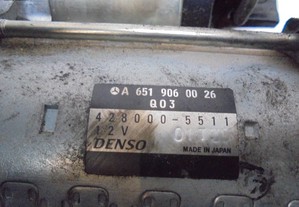 A 651 906 00 26
Q03
428000-5511
12V
DENSO MADE IN JAPAN